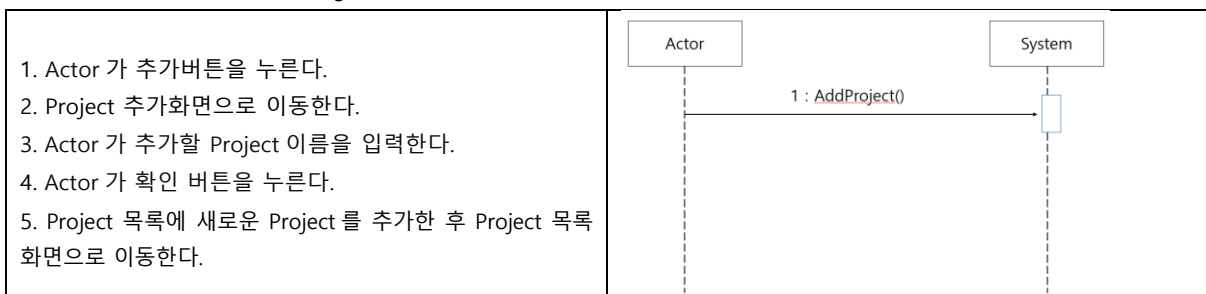 1. Actor 가 추가버튼을 누른다.
2. Project 추가화면으로 이동한다.
3. Actor 가 추가할 Project 이름을 입력한다.
4. Actor 가 확인 버튼을 누른다.
5. Project 목록에 새로운 Project 를 추가한 후 Project 목록
화면으로 이동한다.
Actor
System
1 : AddProject()